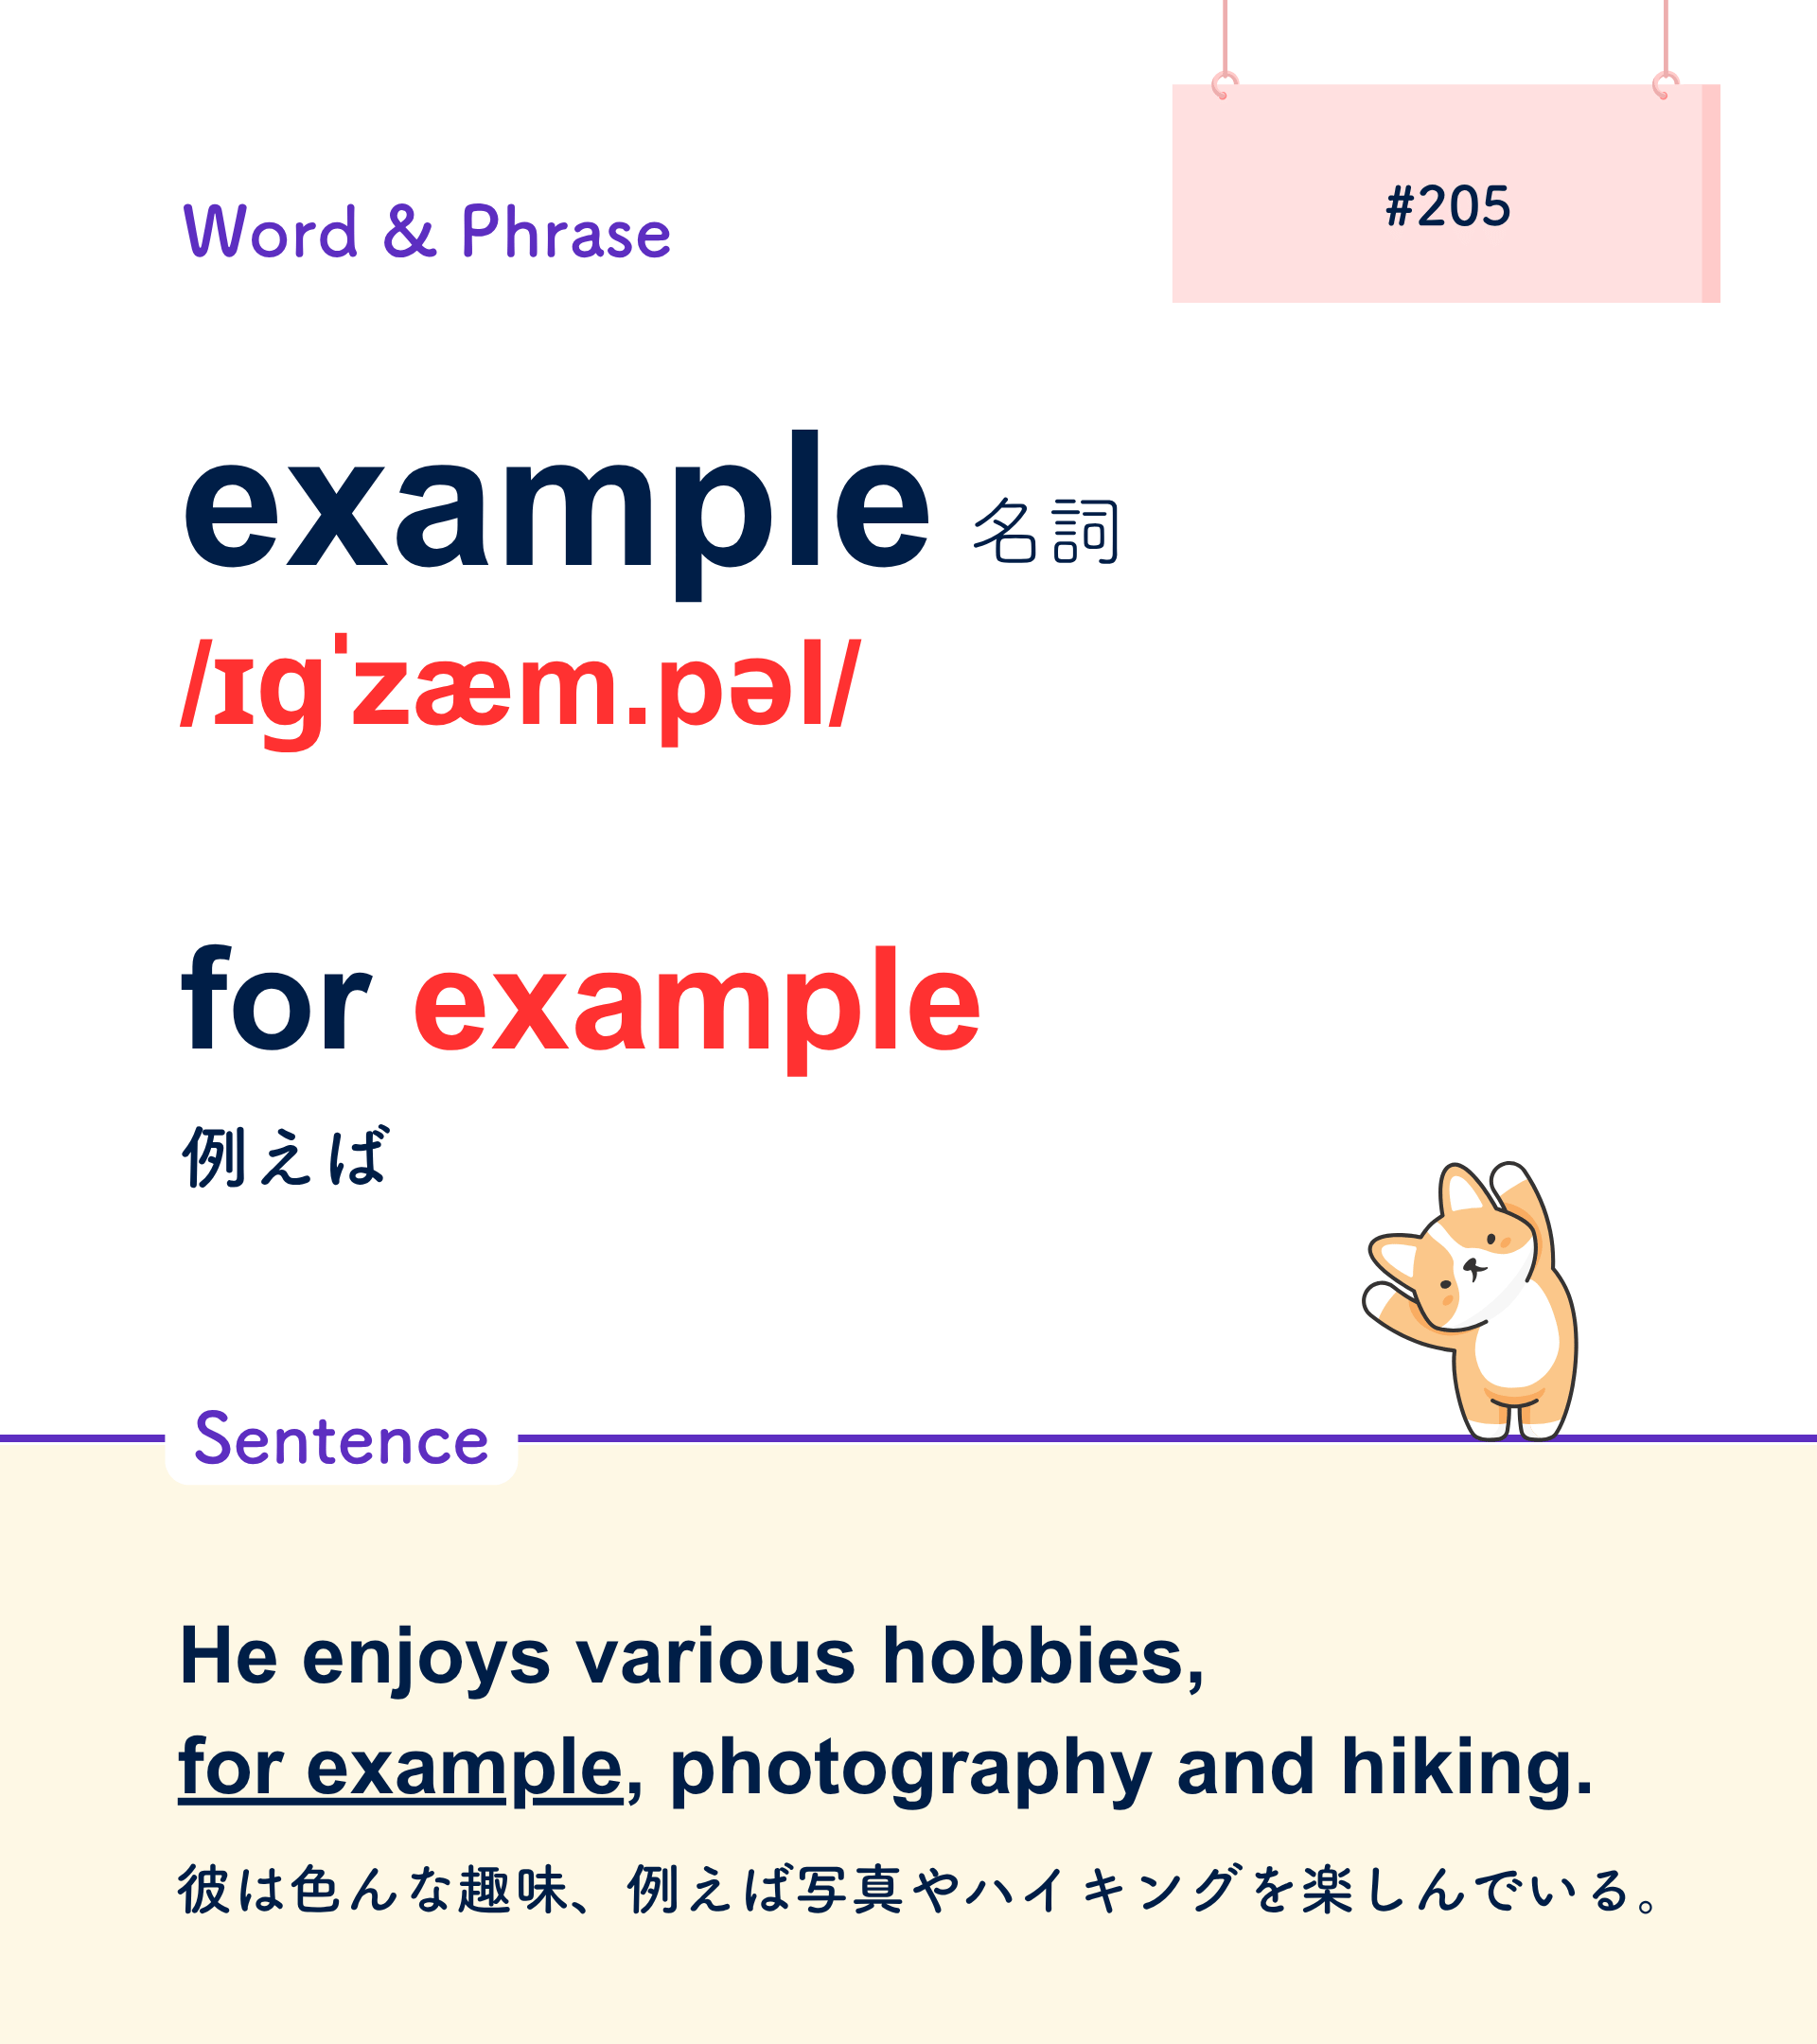 #205
Word & Phrase
example 名詞
/ɪgˈzæm.pəl/
for example
例えば
Sentence
He enjoys various hobbies,
for example, photography and hiking.
彼は色んな趣味、例えば写真やハイキングを楽しんでいる。